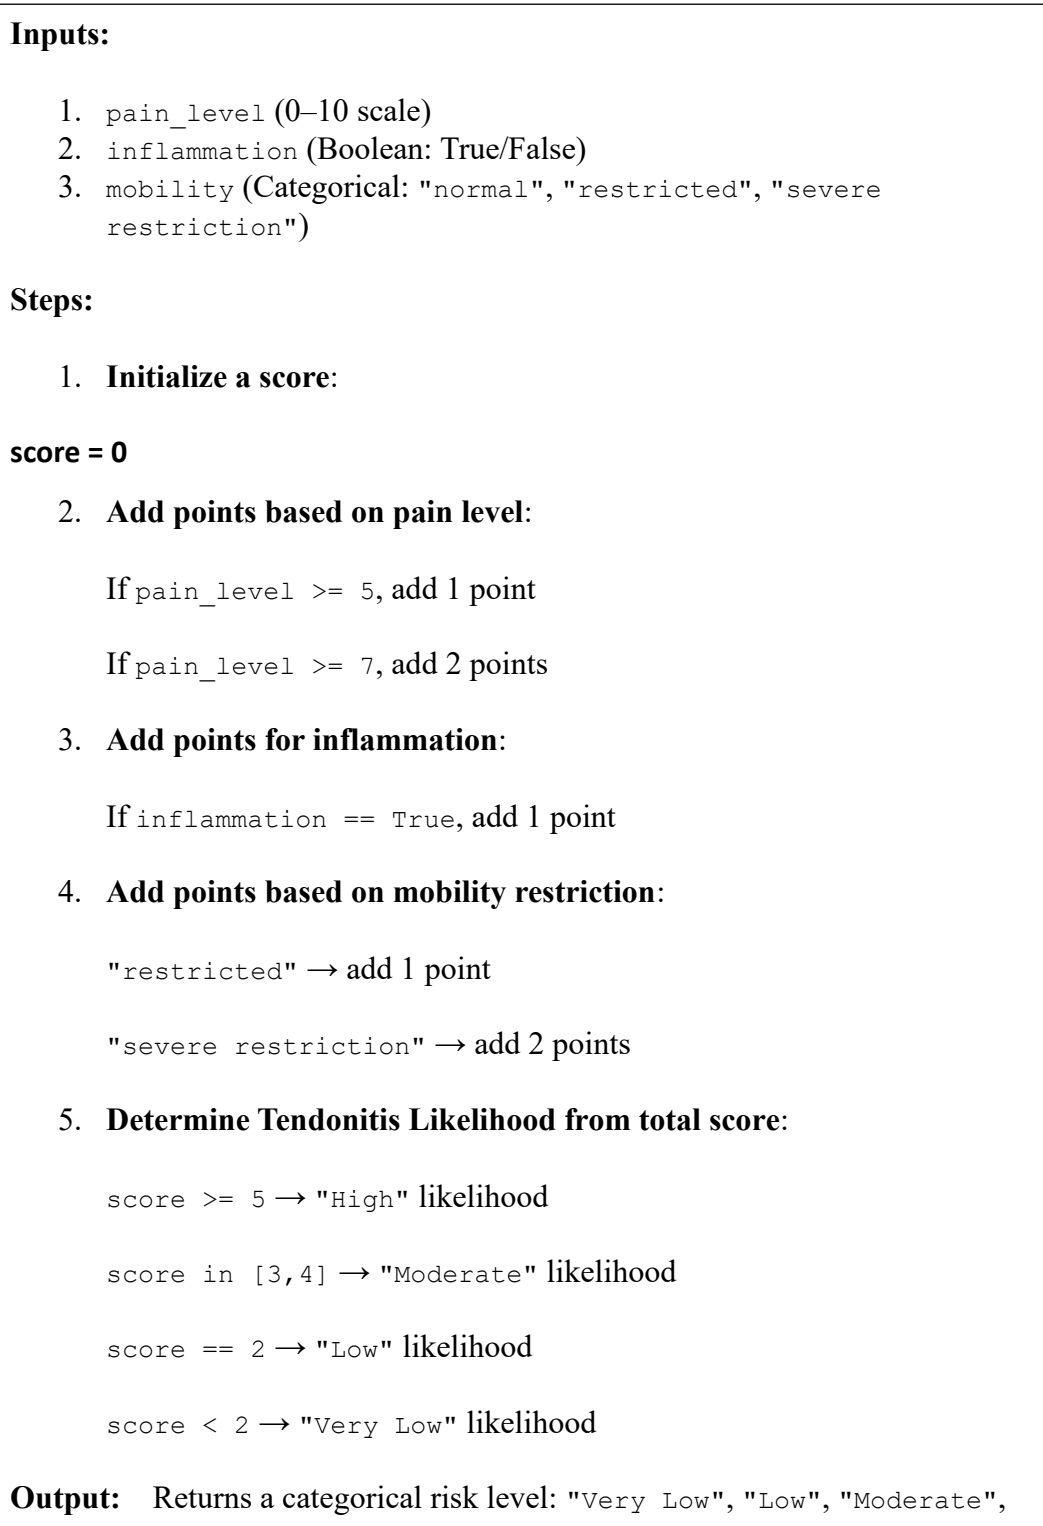 Inputs:
1. pain_level (0–10 scale)
2. inflammation (Boolean: True/False)
3. mobility (Categorical: "normal", "restricted", "severe
restriction")
Steps:
1. Initialize a score:
score = 0
2. Add points based on pain level:
If pain_level >= 5, add 1 point
If pain_level >= 7, add 2 points
3. Add points for inflammation:
If inflammation == True, add 1 point
4. Add points based on mobility restriction:
"restricted" → add 1 point
"severe restriction" → add 2 points
5. Determine Tendonitis Likelihood from total score:
score >= 5 → "High" likelihood
score in [3,4] → "Moderate" likelihood
score == 2 → "Low" likelihood
score < 2 → "Very Low" likelihood
Output: Returns a categorical risk level: "Very Low", "Low", "Moderate",